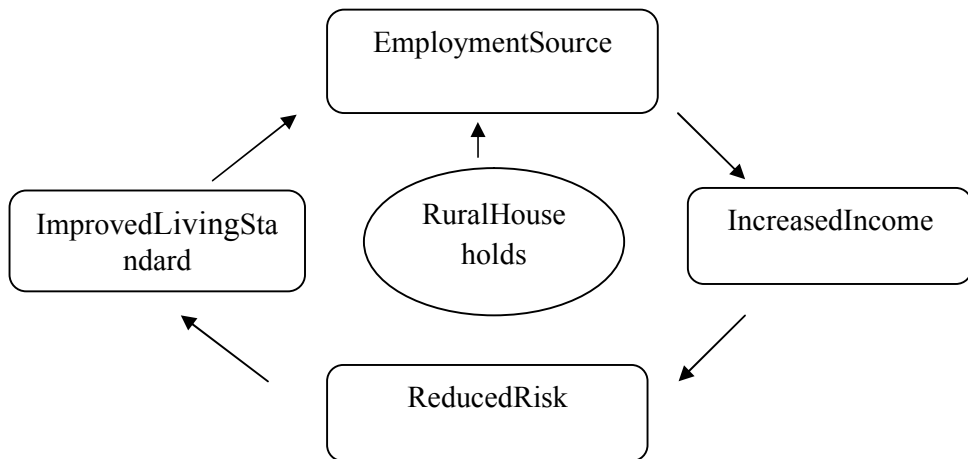 EmploymentSource
ImprovedLivingSta
ndard
RuralHouse
holds
IncreasedIncome
ReducedRisk